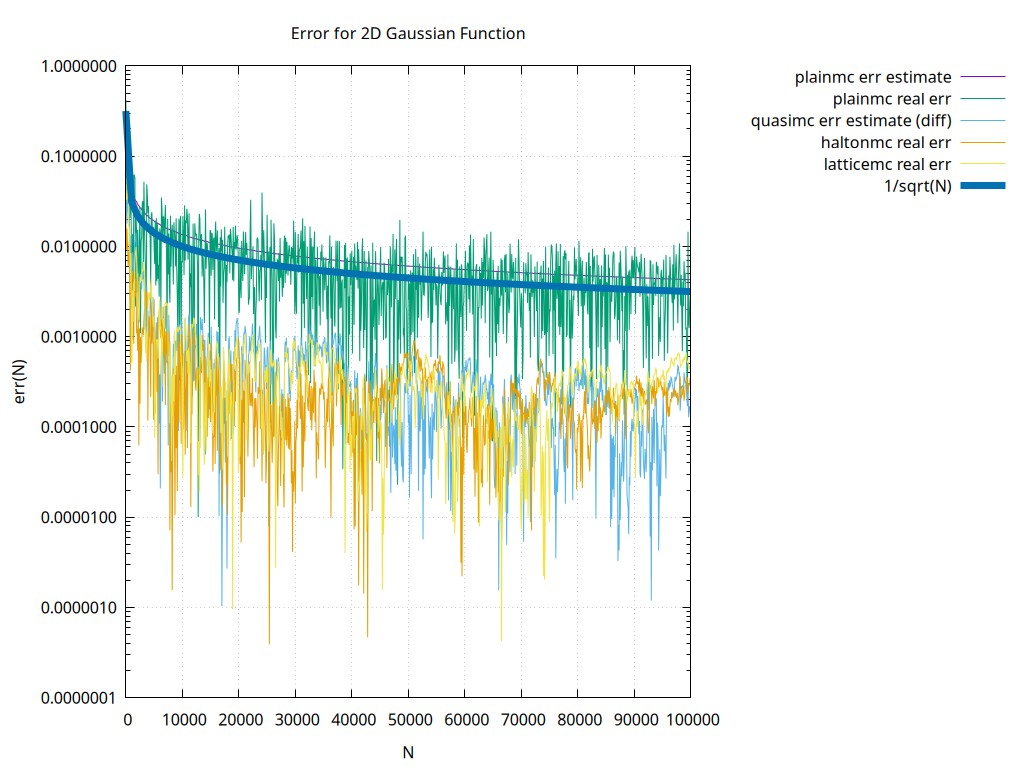 Error for 2D Gaussian Function
1.0000000
0.1000000
0.0100000
0.0010000
0.0001000
0.0000100
0.0000010
0.0000001
err(N)
0 10000 20000 30000 40000 50000 60000 70000 80000 90000 100000
N
plainmc err estimate
plainmc real err
quasimc err estimate (diff)
haltonmc real err
latticemc real err
1/sqrt(N)